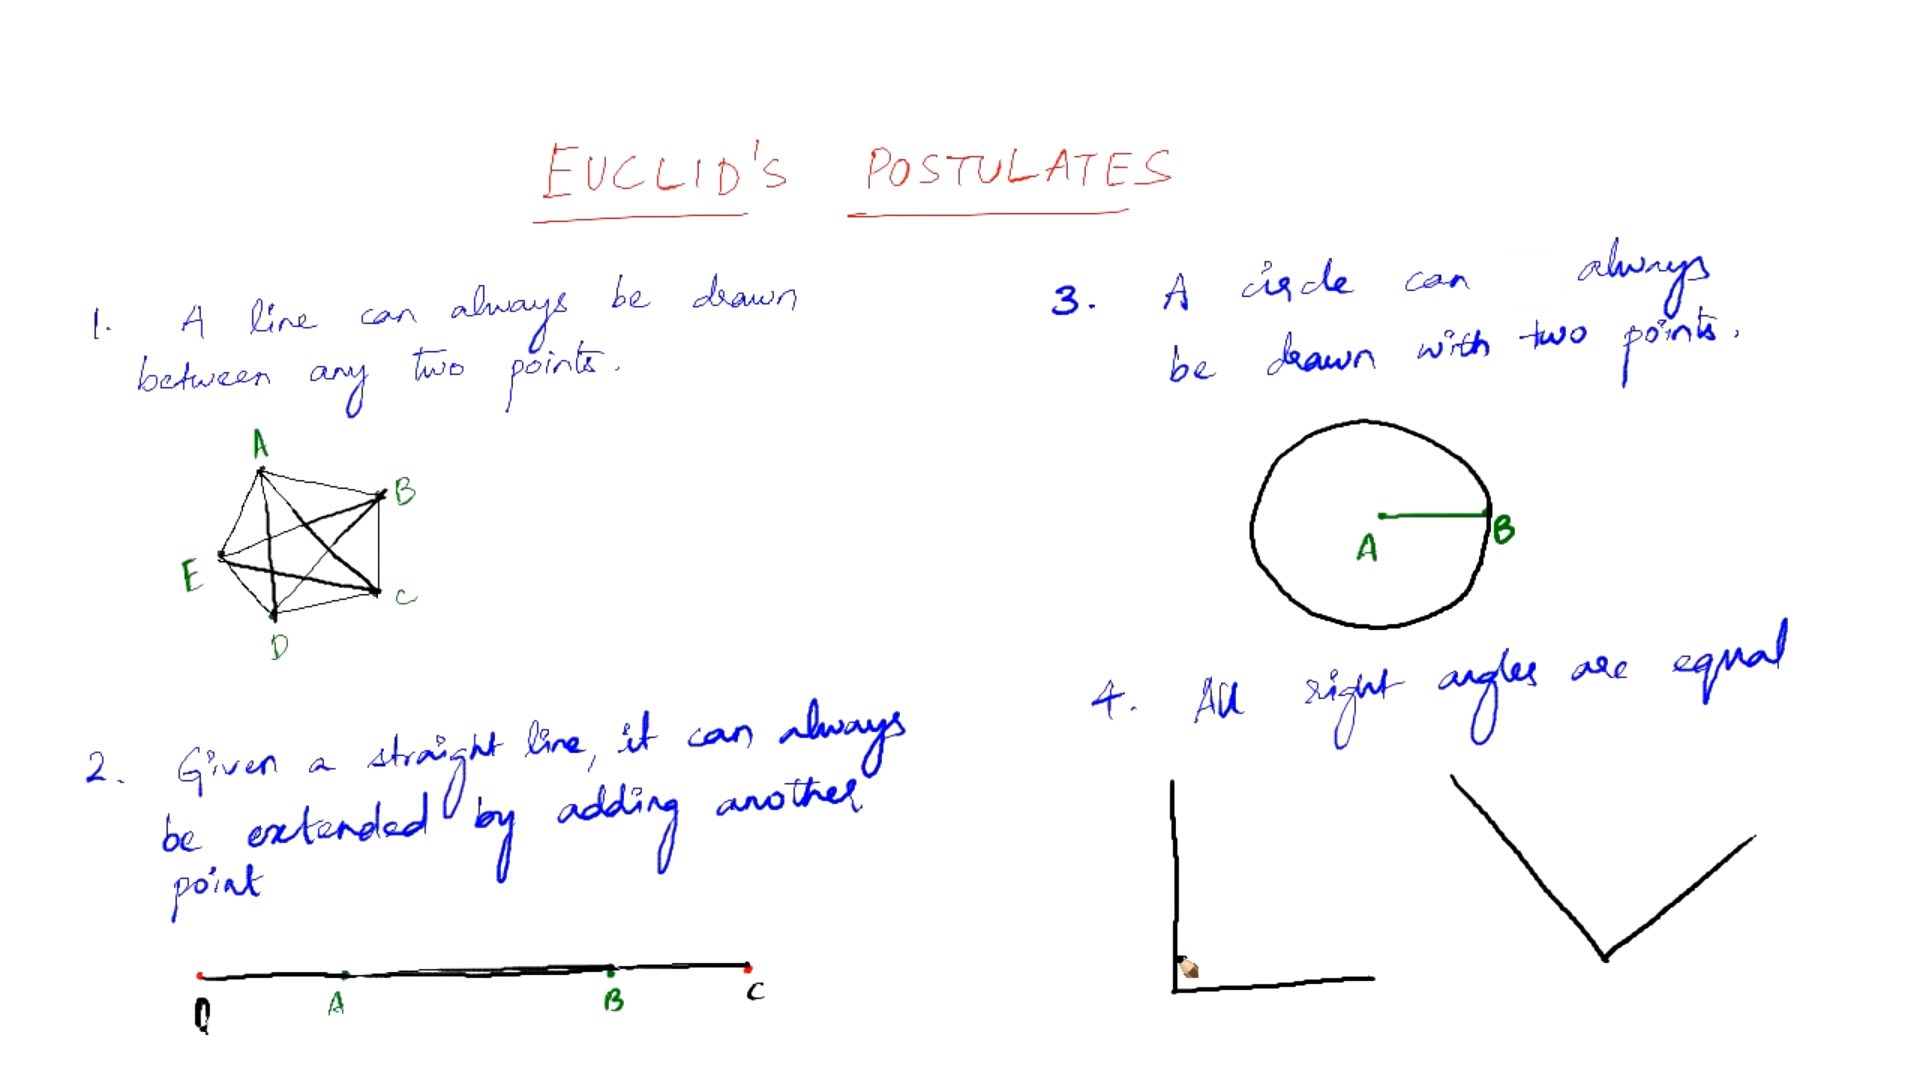 EUCLID'S POSTULATES
1. A line can always be drawn
between any two points.
A
B
E
C
D
2. Given a straight line, it can always
be extended by adding another
point
A
B
C
3. A circle can always
be drawn with two points.
A
B
4. All right angles are equal